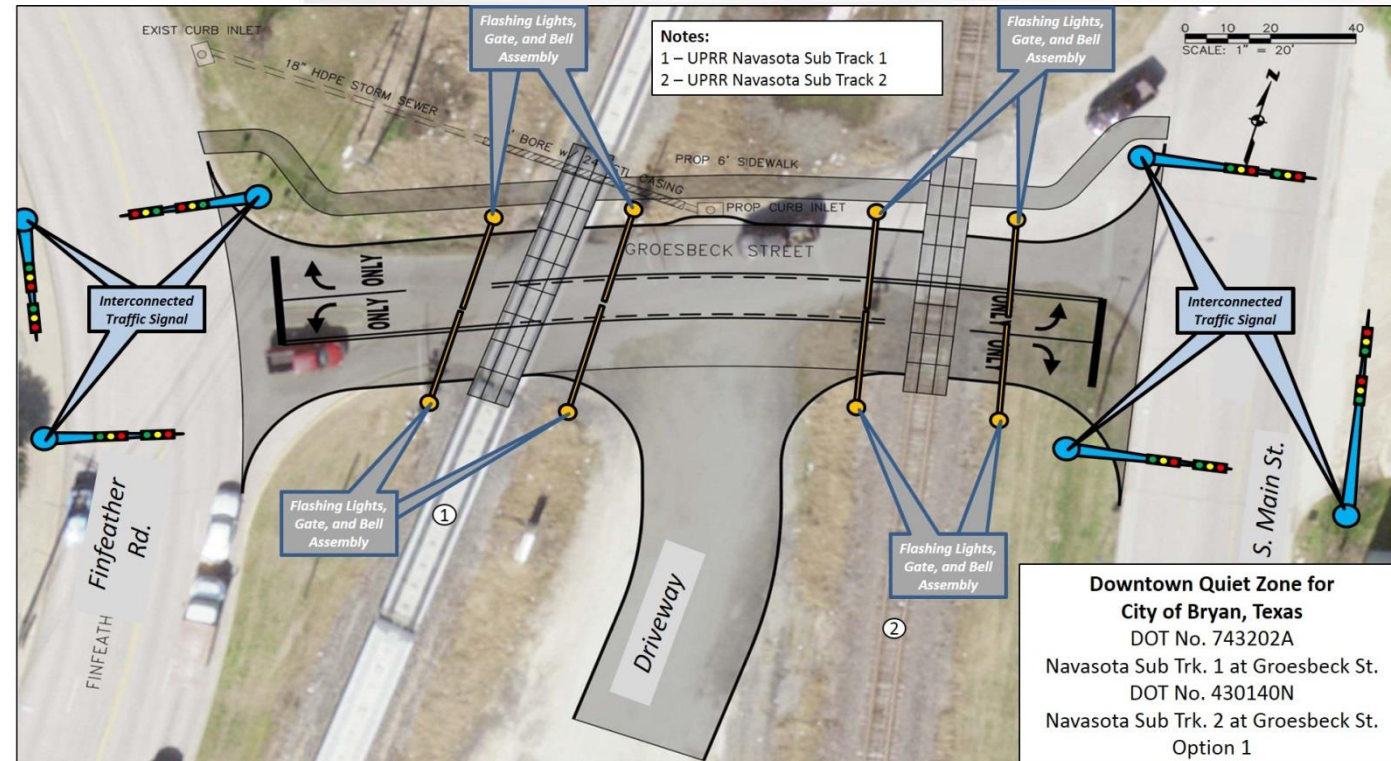 Flashing Lights,
Gate, and Bell
Assembly
Notes:
1 – UPRR Navasota Sub Track 1
2 – UPRR Navasota Sub Track 2
Flashing Lights,
Gate, and Bell
Assembly
0 10 20 40
SCALE: 1" = 20'
N
EXIST CURB INLET
18" HDPE STORM SEWER
BORE w/ 24" STL CASING
PROP 6' SIDEWALK
PROP CURB INLET
GROESBECK STREET
ONLY
ONLY
ONLY
ONLY
Interconnected
Traffic Signal
Interconnected
Traffic Signal
Flashing Lights,
Gate, and Bell
Assembly
1
Flashing Lights,
Gate, and Bell
Assembly
2
Finfeather
Rd.
FINFEATH
Driveway
S. Main St.
Downtown Quiet Zone for
City of Bryan, Texas
DOT No. 743202A
Navasota Sub Trk. 1 at Groesbeck St.
DOT No. 430140N
Navasota Sub Trk. 2 at Groesbeck St.
Option 1